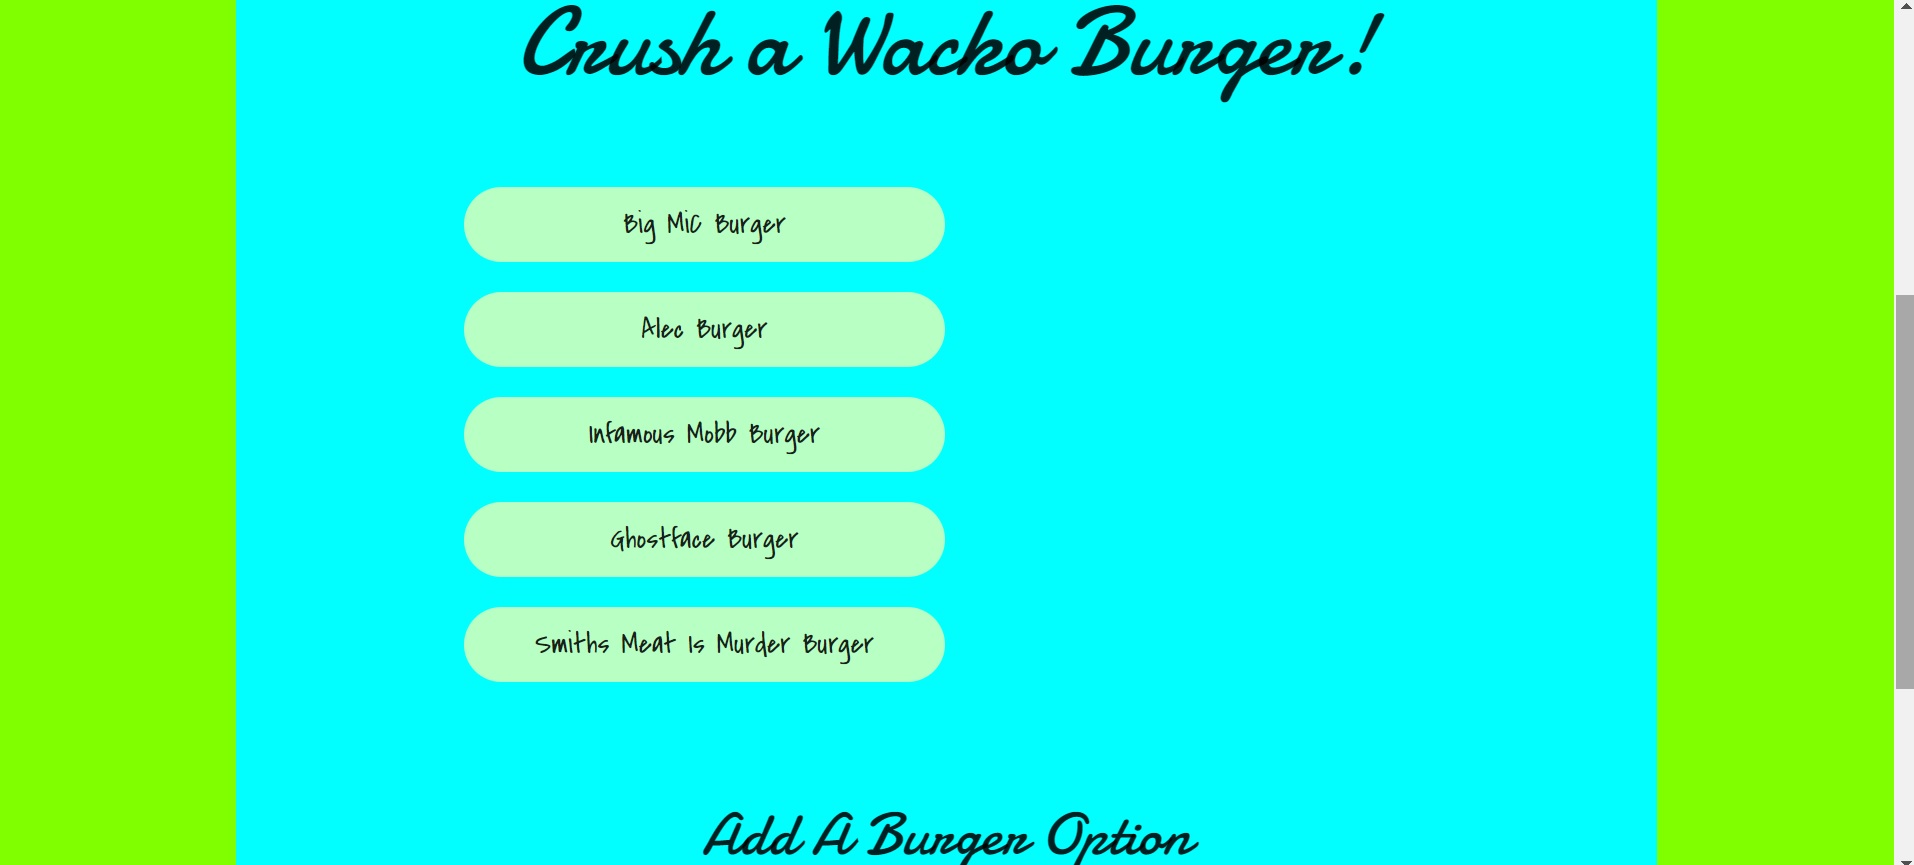 Crush a Wacko Burger!
Big MiC Burger
Alec Burger
Infamous Mobb Burger
Ghostface Burger
Smiths Meat Is Murder Burger
Add A Burger Option